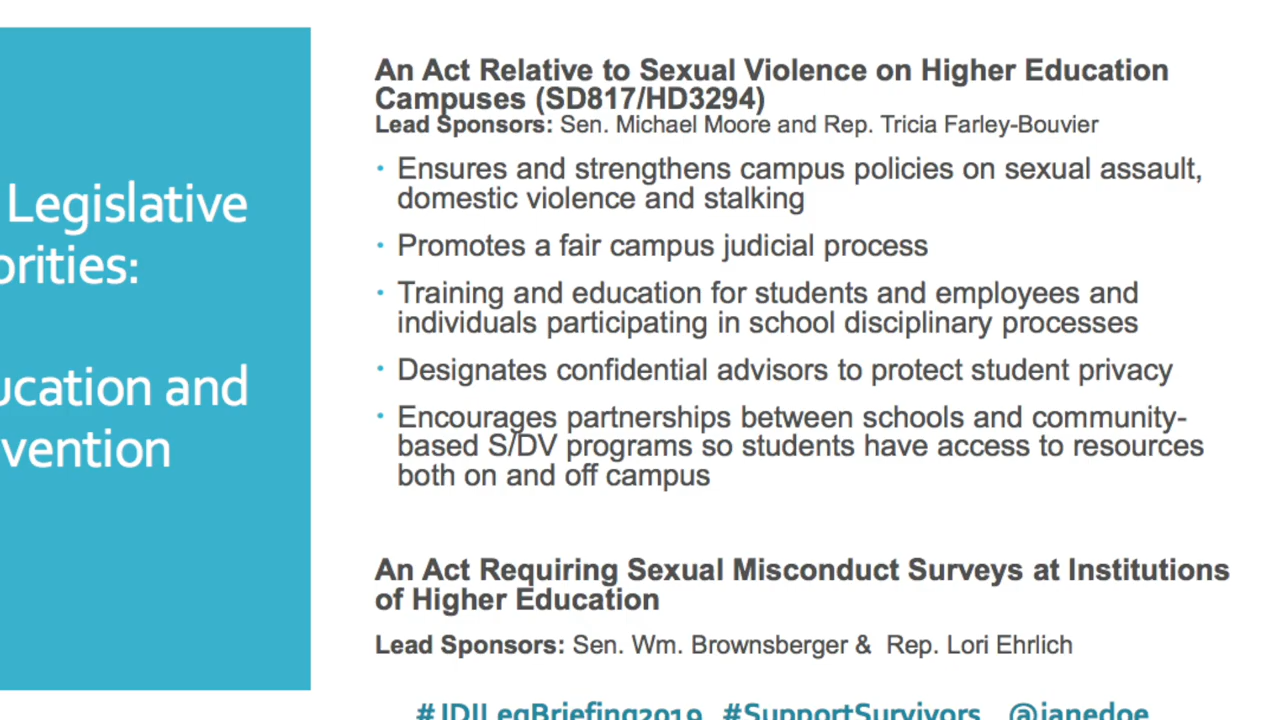 Legislative
orities:
ucation and
vention
An Act Relative to Sexual Violence on Higher Education
Campuses (SD817/HD3294)
Lead Sponsors: Sen. Michael Moore and Rep. Tricia Farley-Bouvier
· Ensures and strengthens campus policies on sexual assault,
domestic violence and stalking
· Promotes a fair campus judicial process
· Training and education for students and employees and
individuals participating in school disciplinary processes
· Designates confidential advisors to protect student privacy
· Encourages partnerships between schools and community-
based S/DV programs so students have access to resources
both on and off campus
An Act Requiring Sexual Misconduct Surveys at Institutions
of Higher Education
Lead Sponsors: Sen. Wm. Brownsberger & Rep. Lori Ehrlich
#JDILegBriefing2019 #SupportSurvivors @janedoe